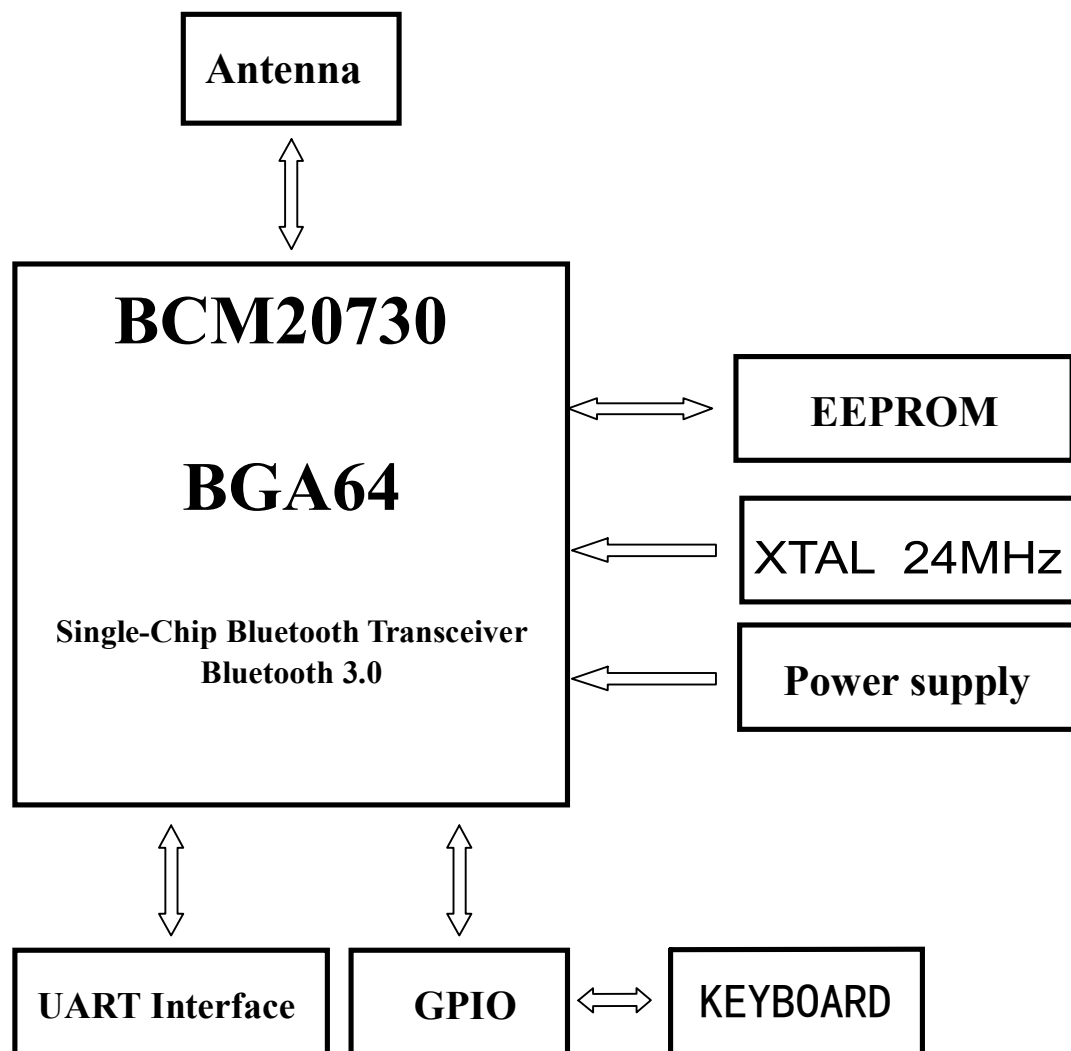 Antenna
BCM20730
BGA64
Single-Chip Bluetooth Transceiver
Bluetooth 3.0
EEPROM
XTAL 24MHz
Power supply
UART Interface
GPIO
KEYBOARD